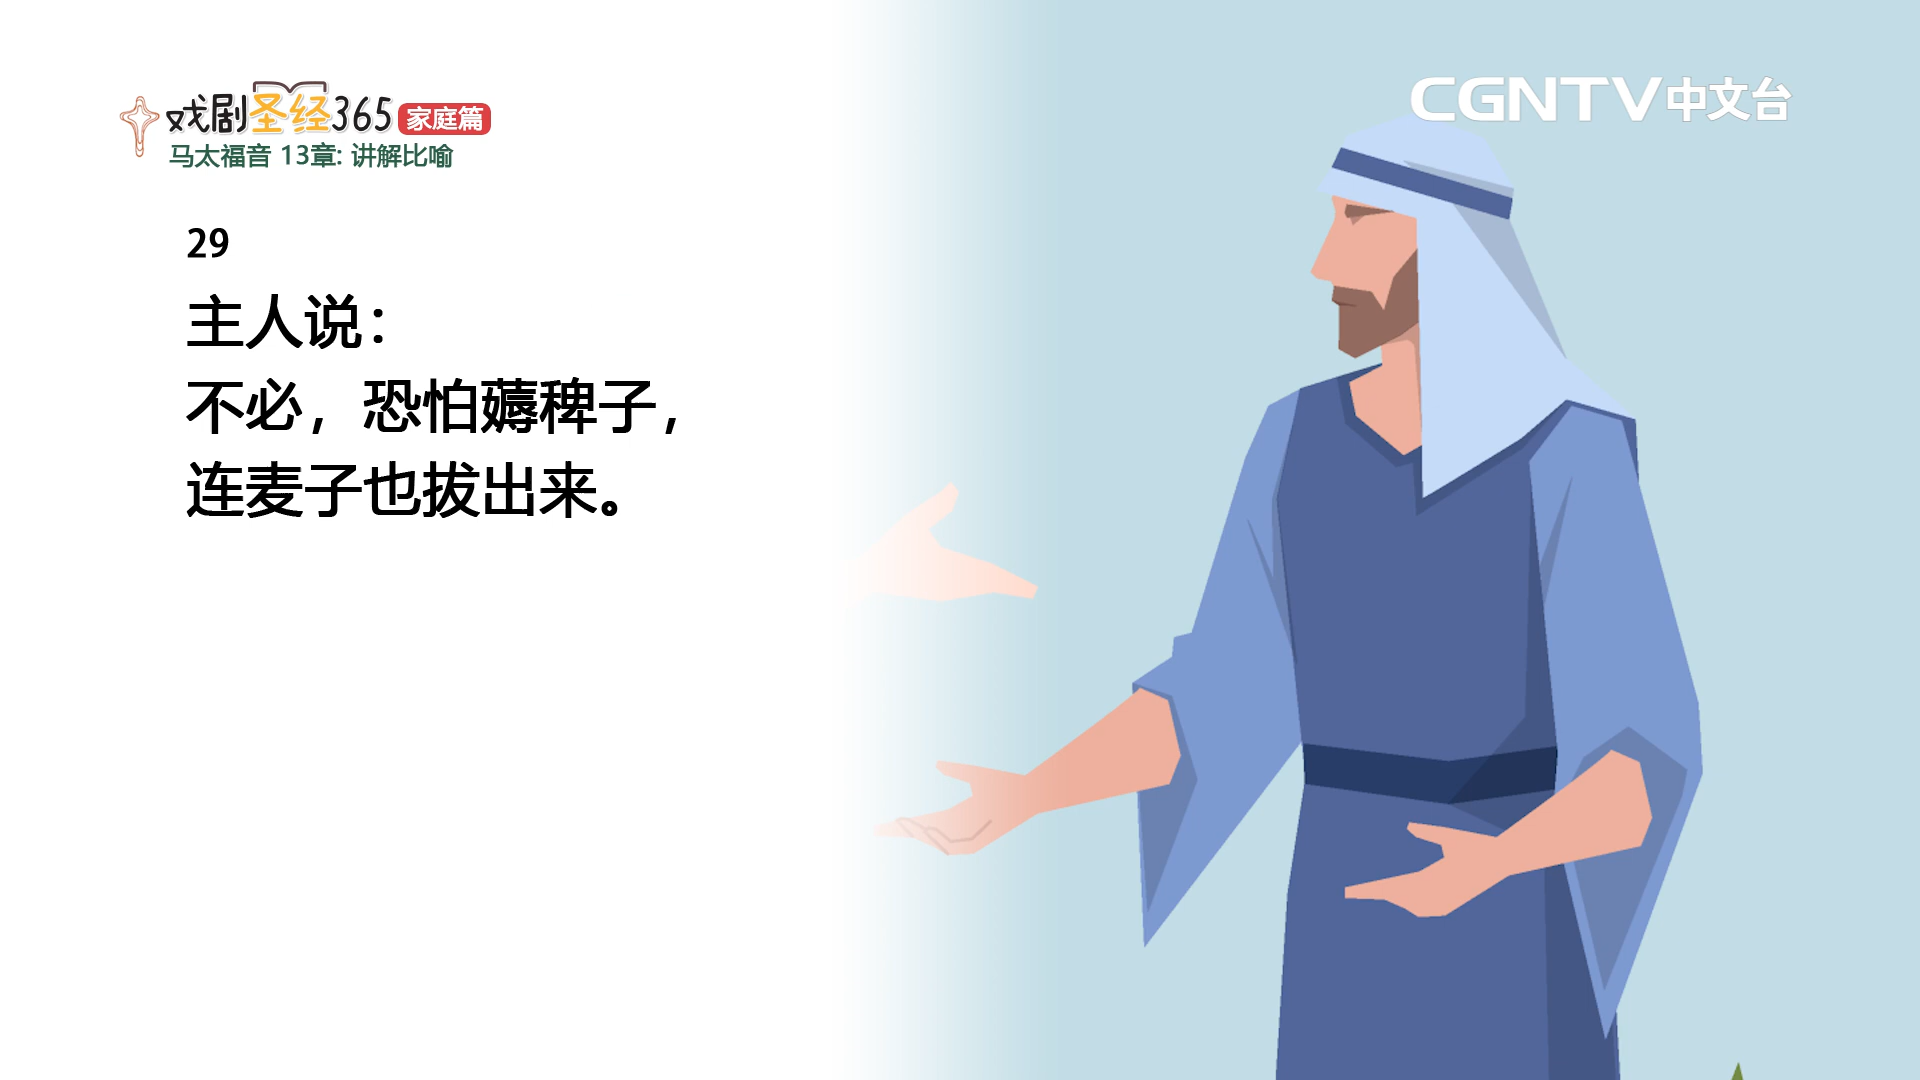 戏剧圣经365 家庭篇
马太福音 13章: 讲解比喻
CGNTV中文台
29
主人说：
不必，恐怕薅稗子，
连麦子也拔出来。